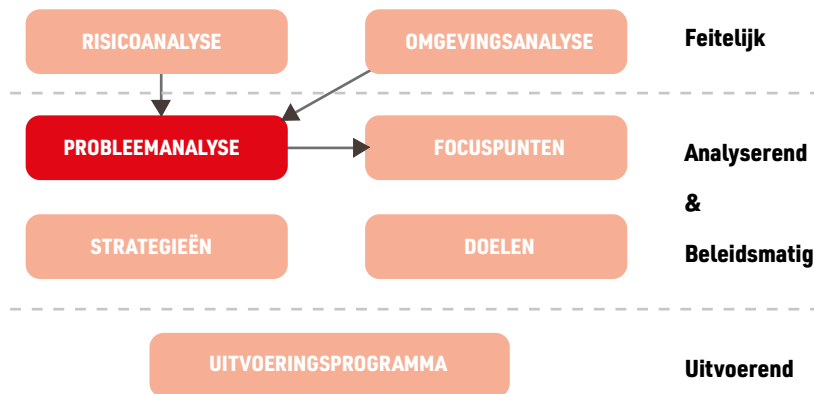 RISICOANALYSE
OMGEVINGSANALYSE
Feitelijk
PROBLEEMANALYSE
FOCUSPUNTEN
Analyserend
&
Beleidsmatig
STRATEGIEËN
DOELEN
UITVOERINGSPROGRAMMA
Uitvoerend